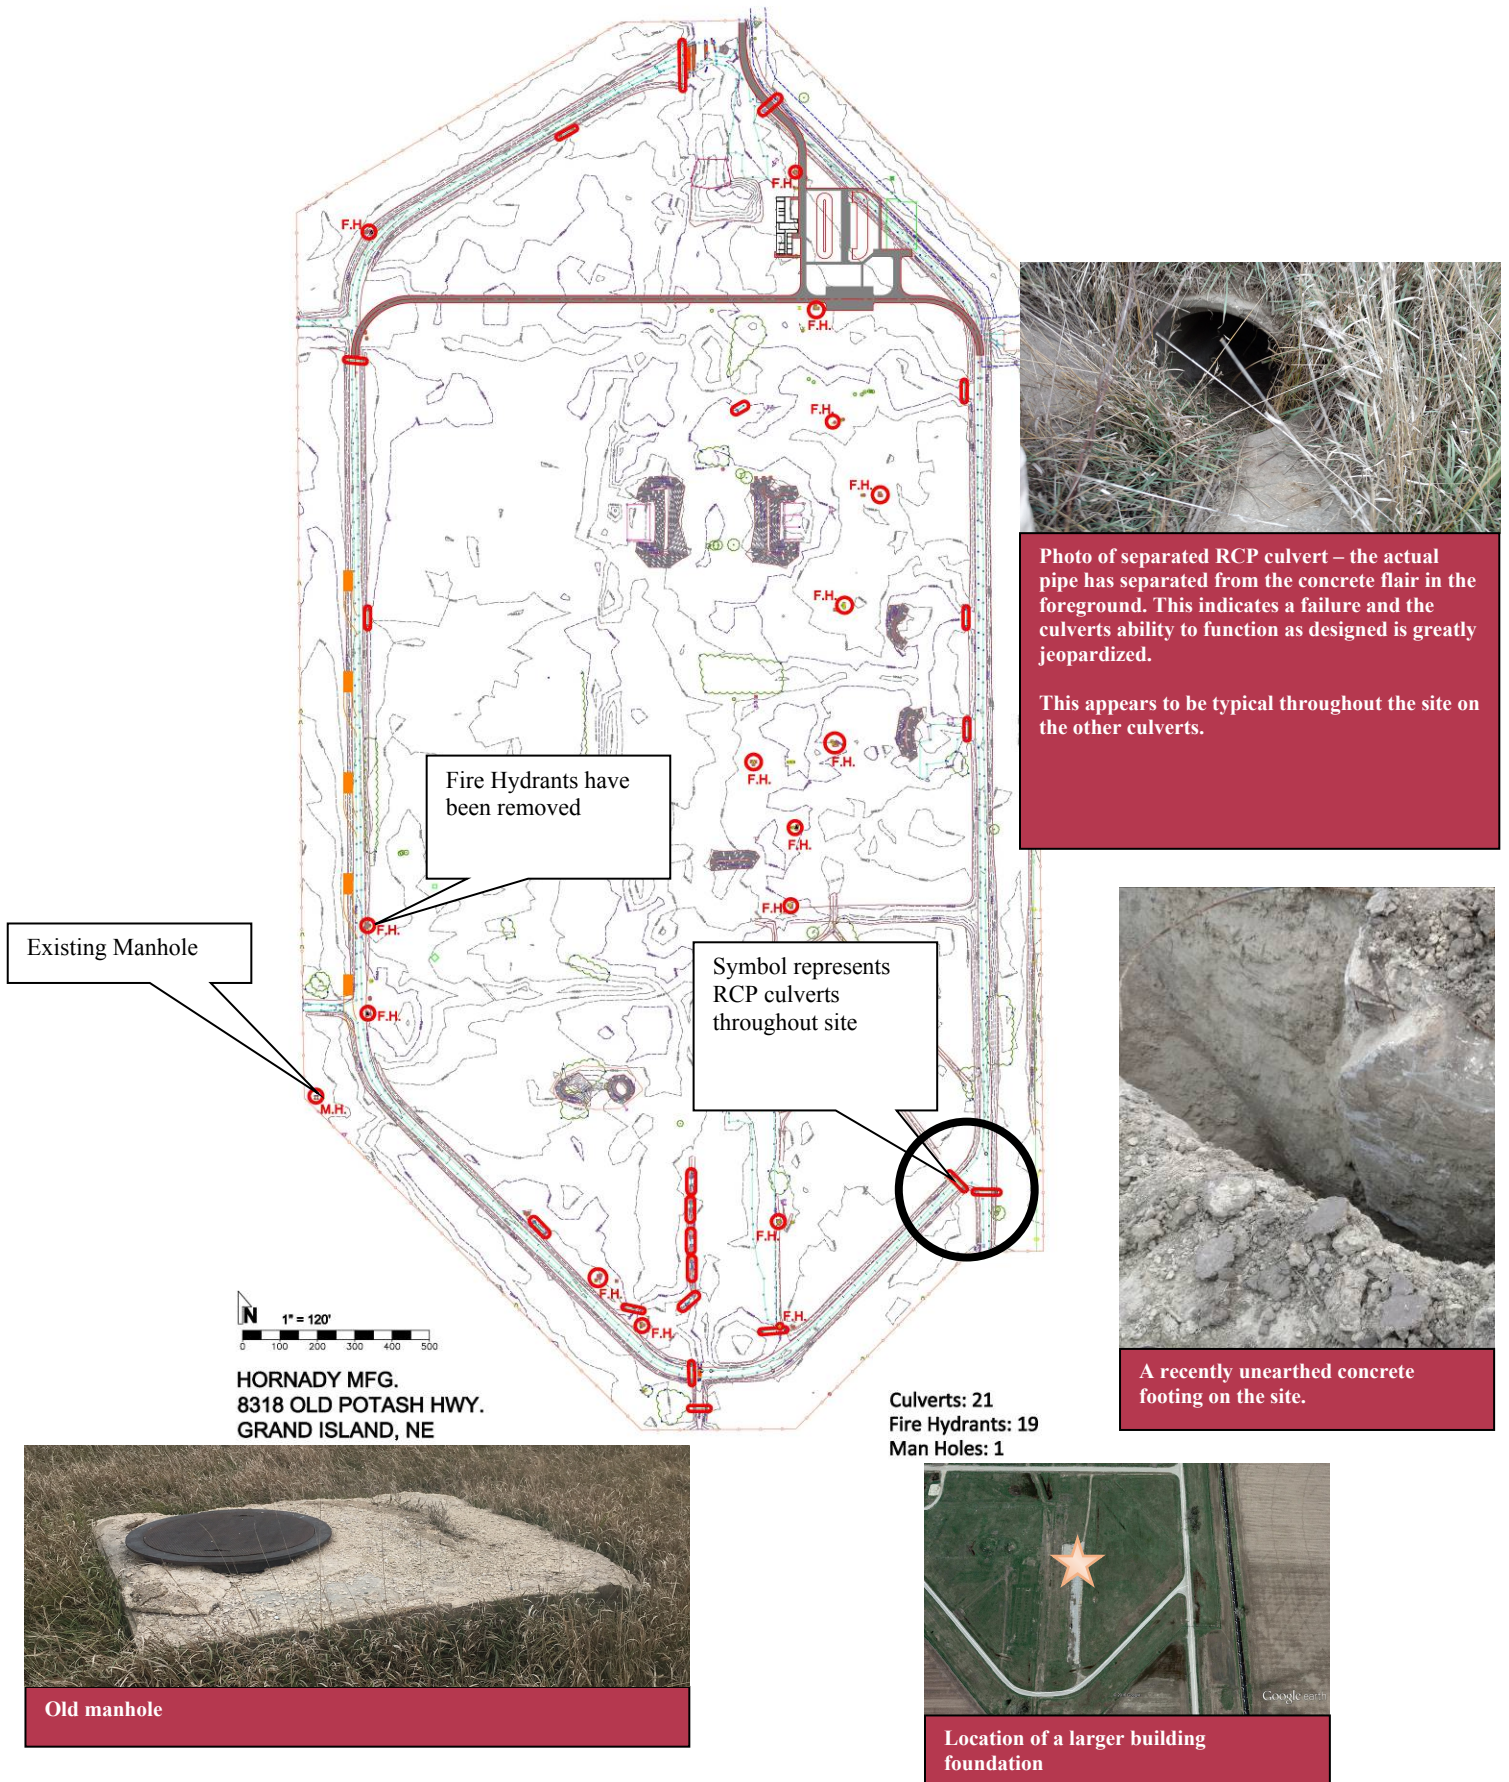 F.H.
F.H.
F.H.
F.H.
F.H.
F.H.
Photo of separated RCP culvert – the actual
pipe has separated from the concrete flair in the
foreground. This indicates a failure and the
culverts ability to function as designed is greatly
jeopardized.
This appears to be typical throughout the site on
the other culverts.
F.H.
F.H.
Fire Hydrants have
been removed
F.H.
F.H.
F.H.
Existing Manhole
Symbol represents
RCP culverts
throughout site
F.H.
M.H.
F.H.
F.H.
F.H.
F.H.
N
1" = 120'
0 100 200 300 400 500
HORNADY MFG.
8318 OLD POTASH HWY.
GRAND ISLAND, NE
Culverts: 21
Fire Hydrants: 19
Man Holes: 1
A recently unearthed concrete
footing on the site.
Old manhole
Google earth
Location of a larger building
foundation